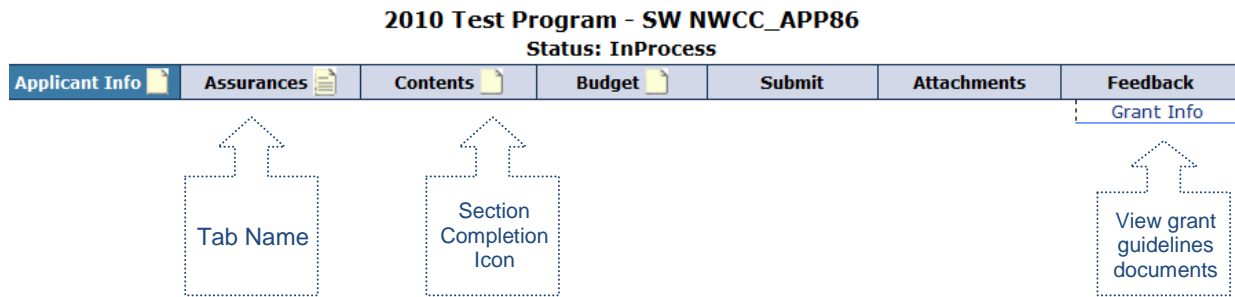 2010 Test Program - SW NWCC_APP86
Status: InProcess
Applicant Info Assurances Contents Budget Submit Attachments Feedback
Grant Info
Tab Name
Section
Completion
Icon
View grant
guidelines
documents